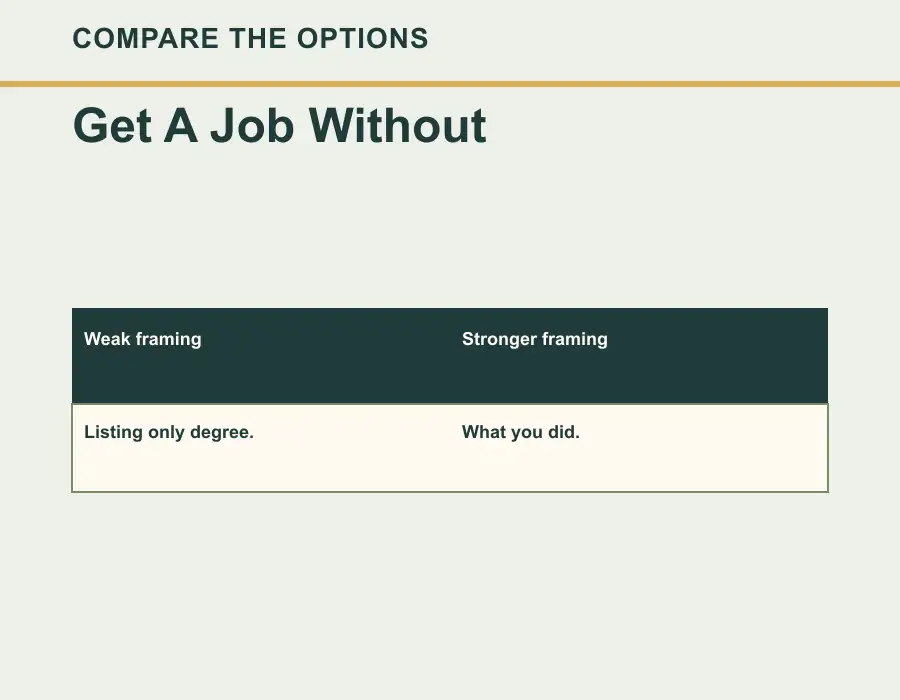 COMPARE THE OPTIONS
Get A Job Without
Weak framing
Stronger framing
Listing only degree.
What you did.